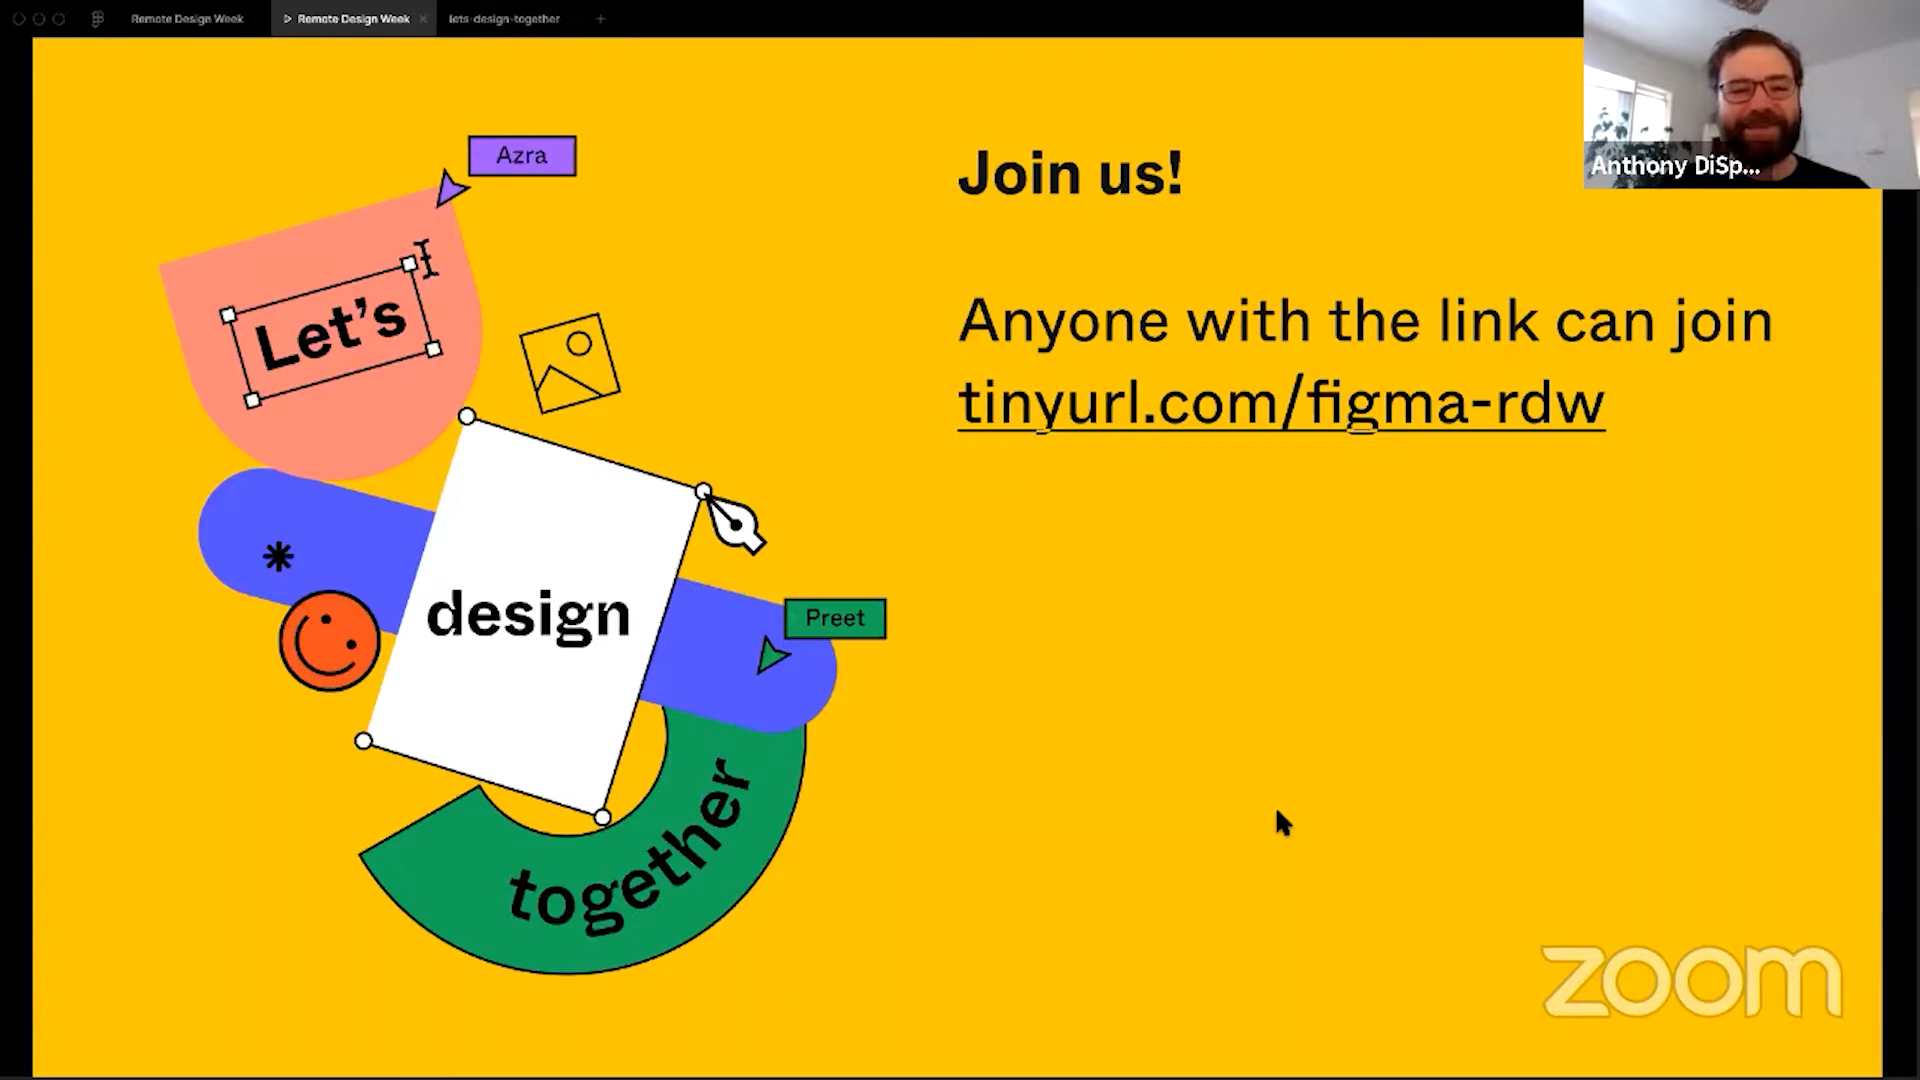 Remote Design Week
Remote Design Week
lets-design-together
Anthony DiSp...
Azra
Let's
design
Preet
together
Join us!
Anyone with the link can join
tinyurl.com/figma-rdw
zoom